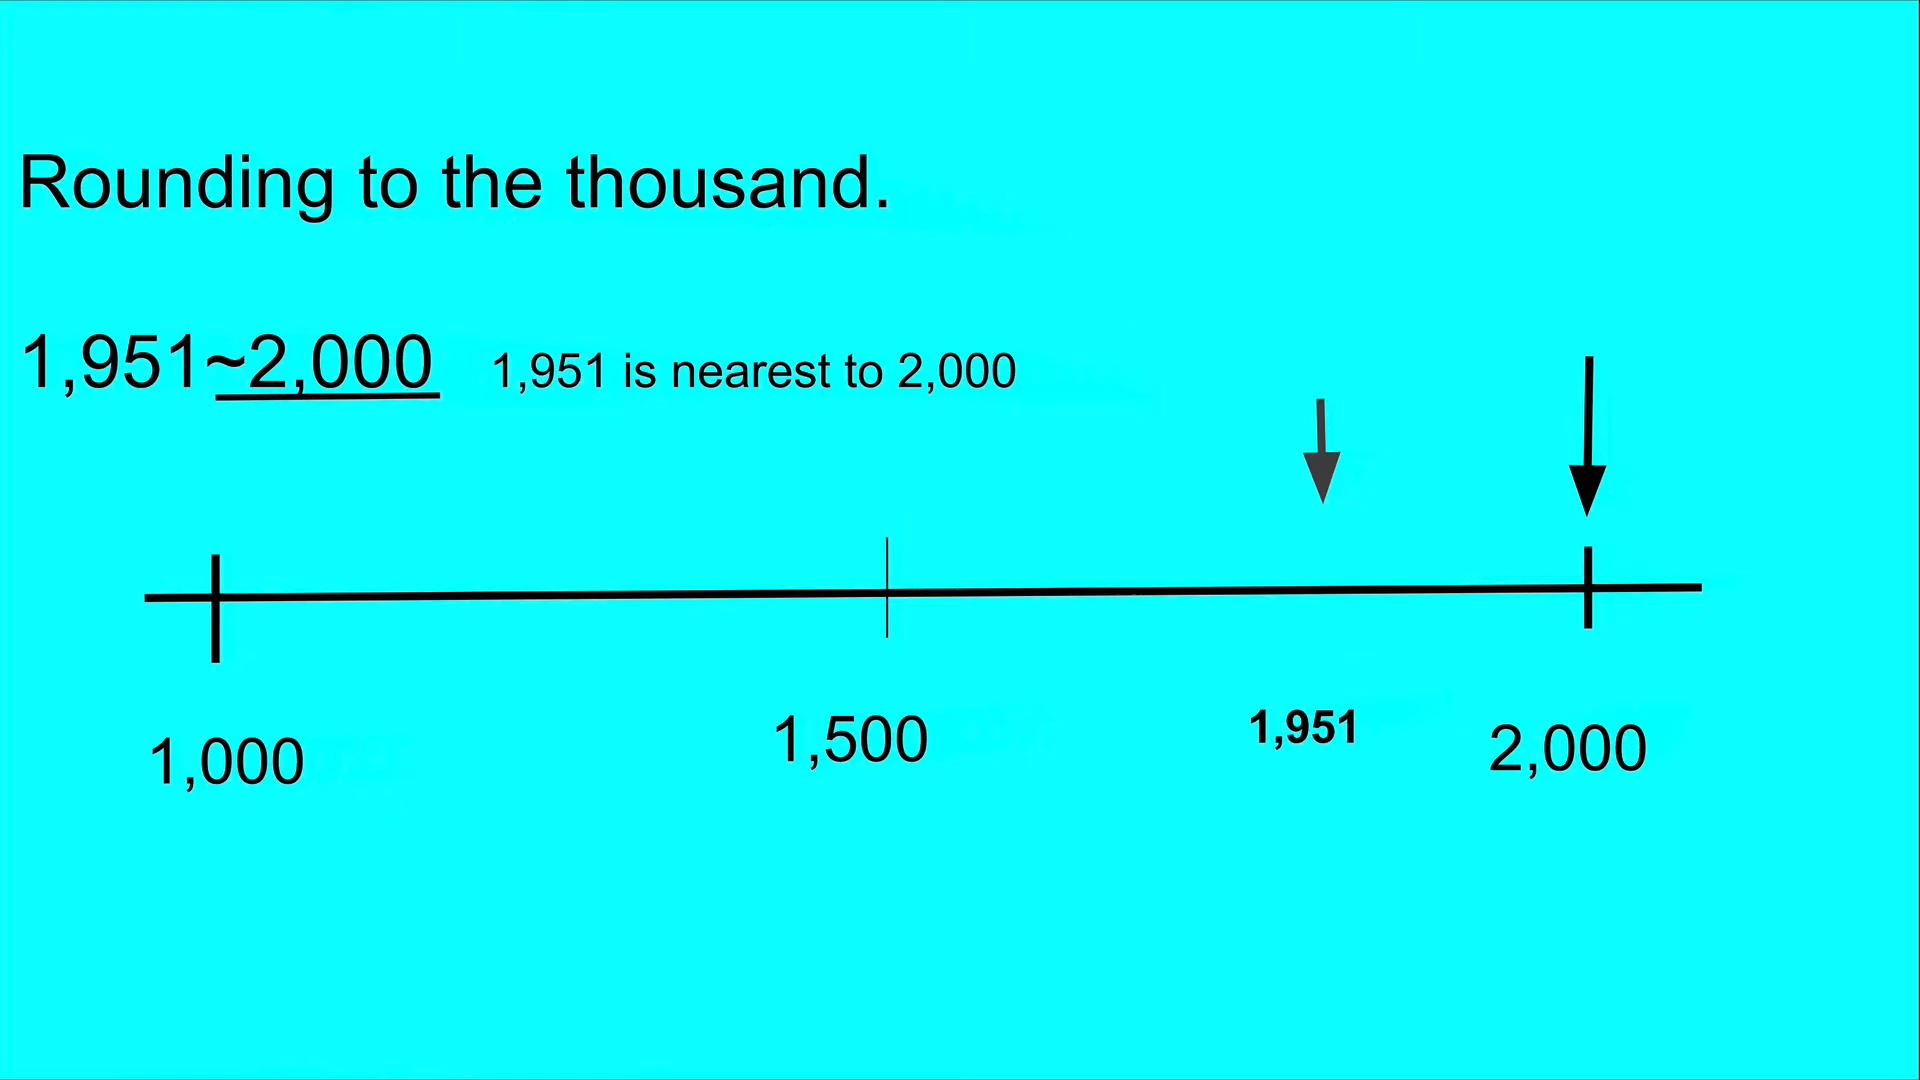 Rounding to the thousand.
1,951~2,000 1,951 is nearest to 2,000
1,000 1,500 1,951 2,000